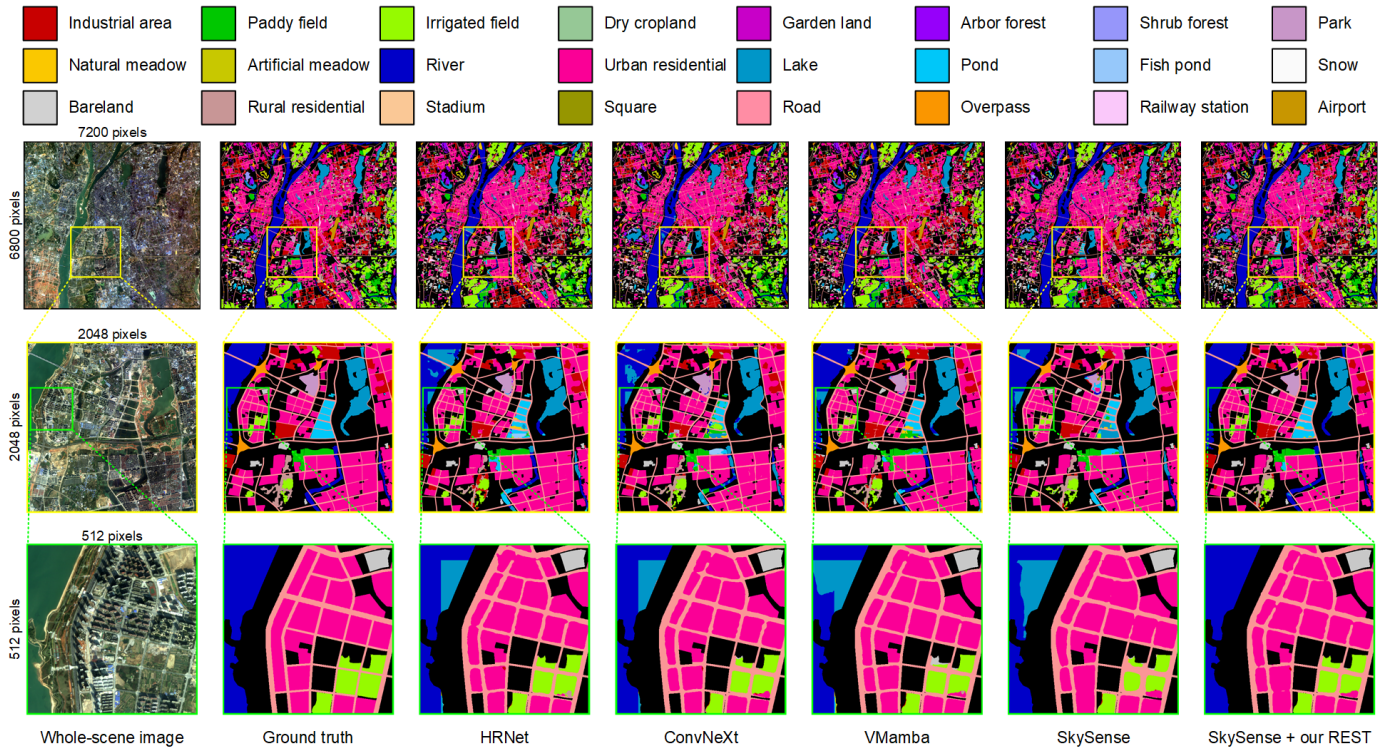 Industrial area Paddy field Irrigated field Dry cropland Garden land Arbor forest Shrub forest Park
Natural meadow Artificial meadow River Urban residential Lake Pond Fish pond Snow
Bareland Rural residential Stadium Square Road Overpass Railway station Airport
7200 pixels
6800 pixels
2048 pixels
2048 pixels
512 pixels
512 pixels
Whole-scene image Ground truth HRNet ConvNeXt VMamba SkySense SkySense + our REST